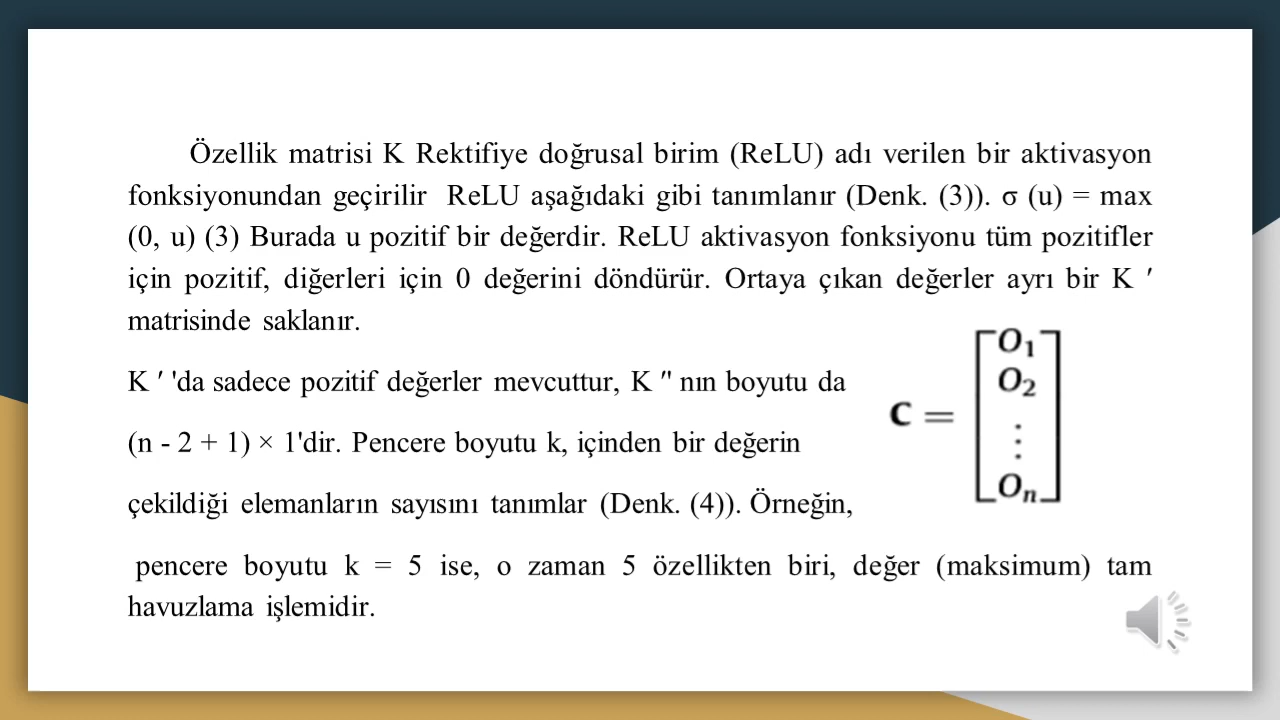 Özellik matrisi K Rektifiye doğrusal birim (ReLU) adı verilen bir aktivasyon
fonksiyonundan geçirilir ReLU aşağıdaki gibi tanımlanır (Denk. (3)). σ (u) = max
(0, u) (3) Burada u pozitif bir değerdir. ReLU aktivasyon fonksiyonu tüm pozitifler
için pozitif, diğerleri için 0 değerini döndürür. Ortaya çıkan değerler ayrı bir K ′
matrisinde saklanır.
K ′ 'da sadece pozitif değerler mevcuttur, K ″ nın boyutu da
(n - 2 + 1) × 1'dir. Pencere boyutu k, içinden bir değerin
çekildiği elemanların sayısını tanımlar (Denk. (4)). Örneğin,
pencere boyutu k = 5 ise, o zaman 5 özellikten biri, değer (maksimum) tam
havuzlama işlemidir.
O1
O2
C = ⋮
On